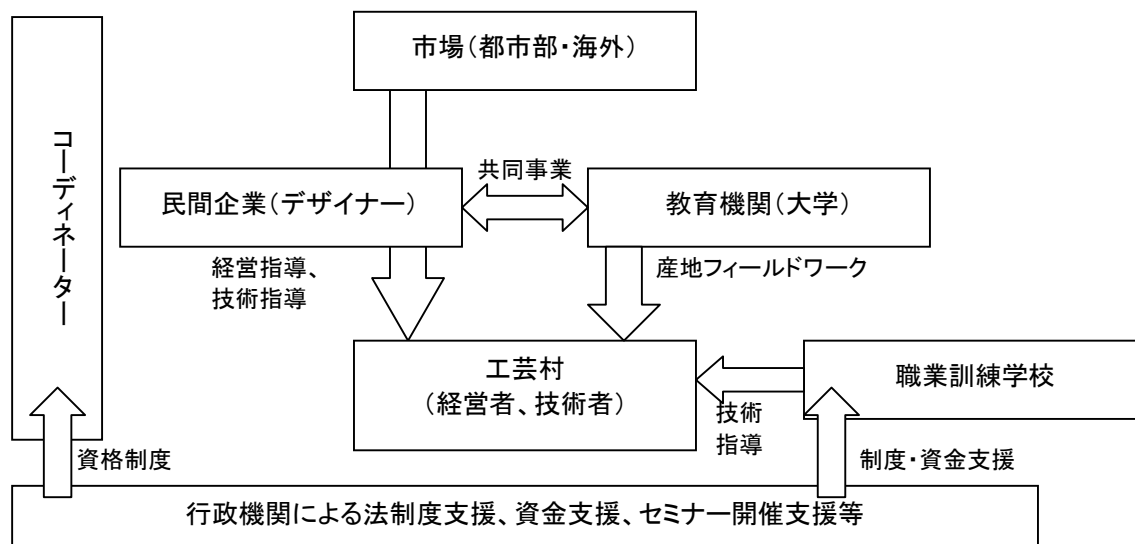 市場(都市部・海外)
コーディネーター
共同事業
民間企業(デザイナー)
教育機関(大学)
経営指導、
技術指導
産地フィールドワーク
工芸村
(経営者、技術者)
職業訓練学校
技術
指導
資格制度
制度・資金支援
行政機関による法制度支援、資金支援、セミナー開催支援等